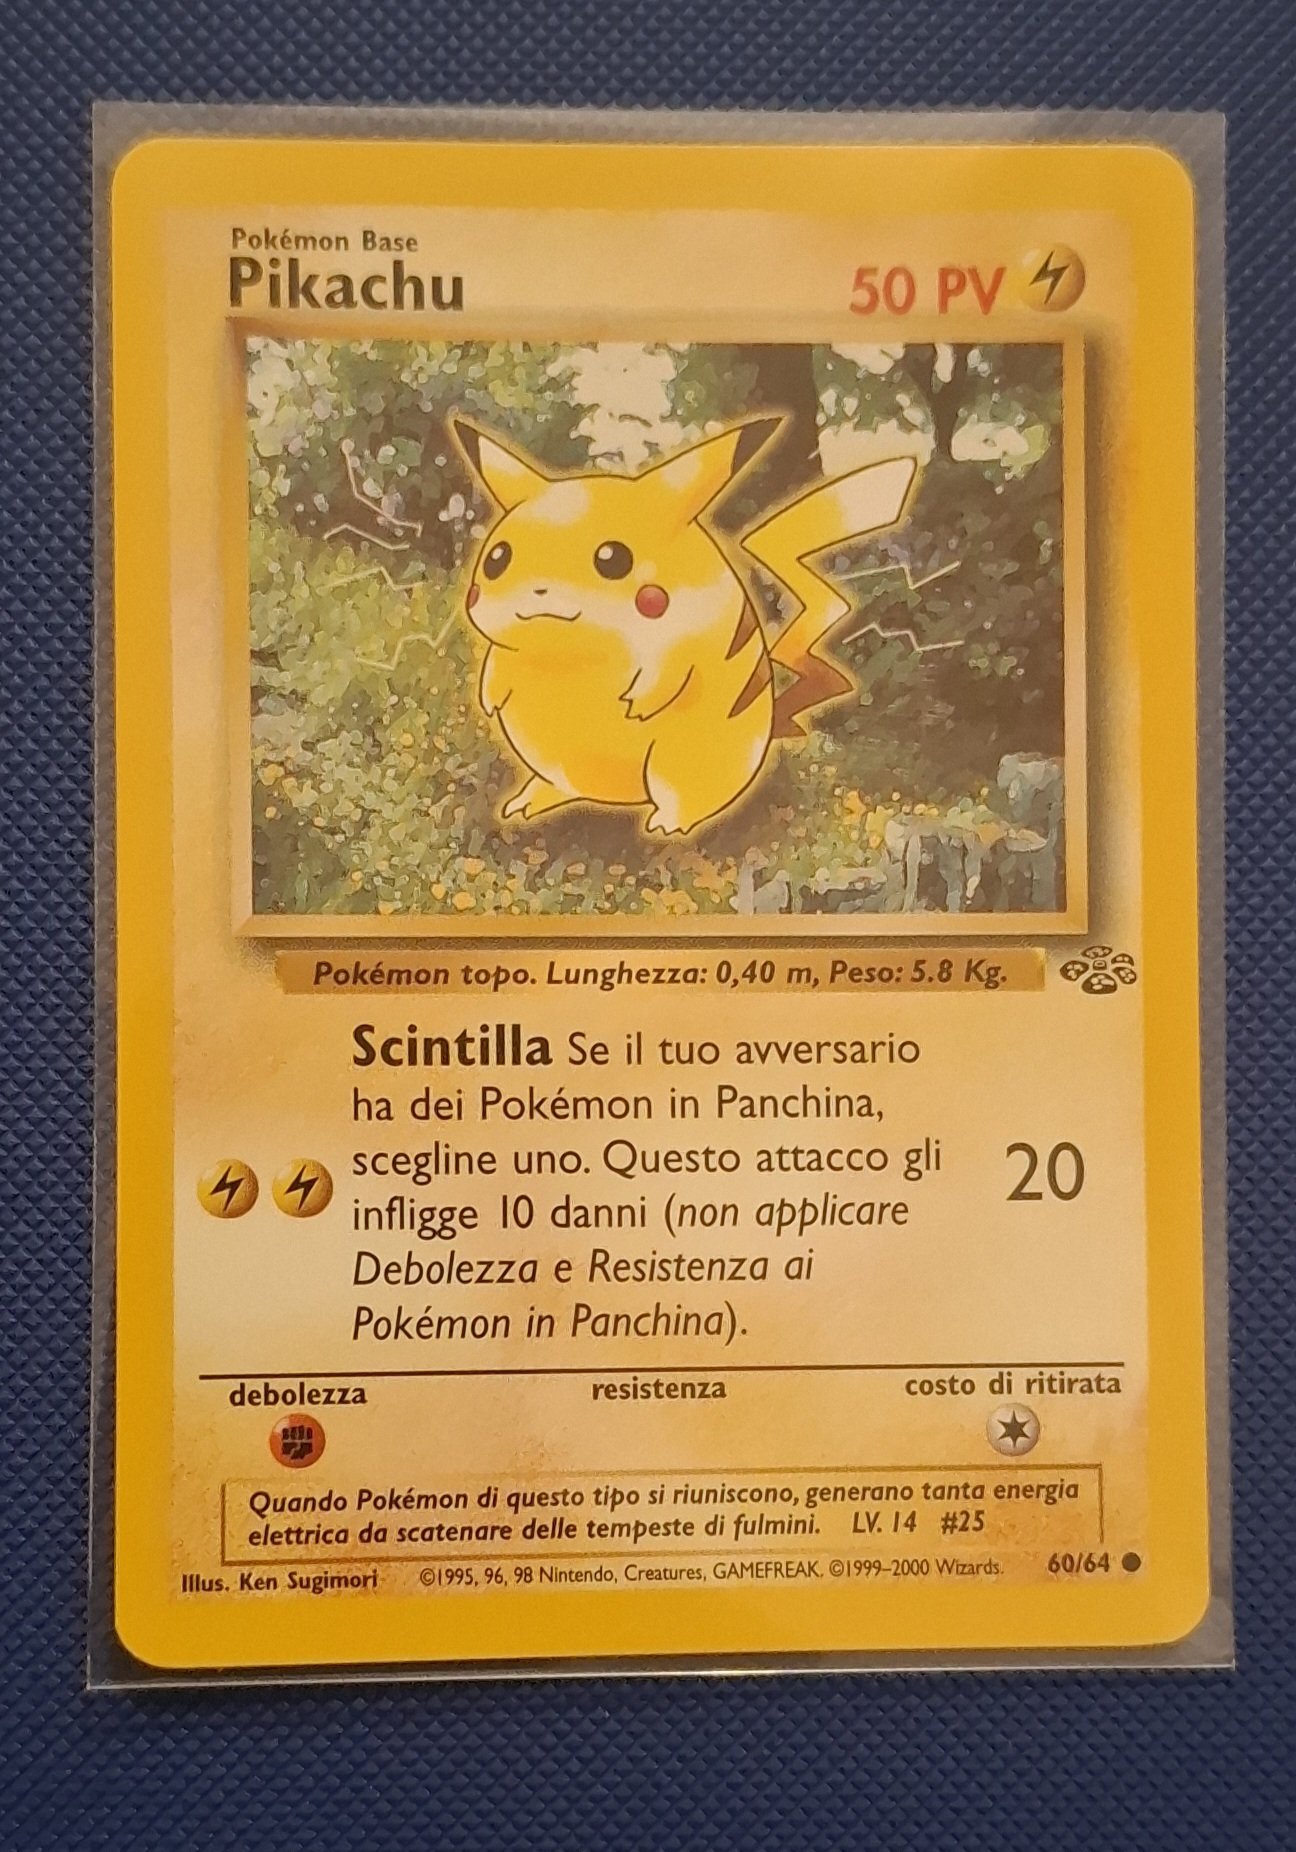 Pokémon Base
Pikachu
50 PV
Pokémon topo. Lunghezza: 0,40 m, Peso: 5.8 Kg.
Scintilla Se il tuo avversario
ha dei Pokémon in Panchina,
scegline uno. Questo attacco gli
infligge 10 danni (non applicare
Debolezza e Resistenza ai
Pokémon in Panchina).
20
debolezza
resistenza
costo di ritirata
Quando Pokémon di questo tipo si riuniscono, generano tanta energia
elettrica da scatenare delle tempeste di fulmini. LV. 14 #25
Illus. Ken Sugimori ©1995, 96, 98 Nintendo, Creatures, GAMEFREAK. ©1999–2000 Wizards. 60/64